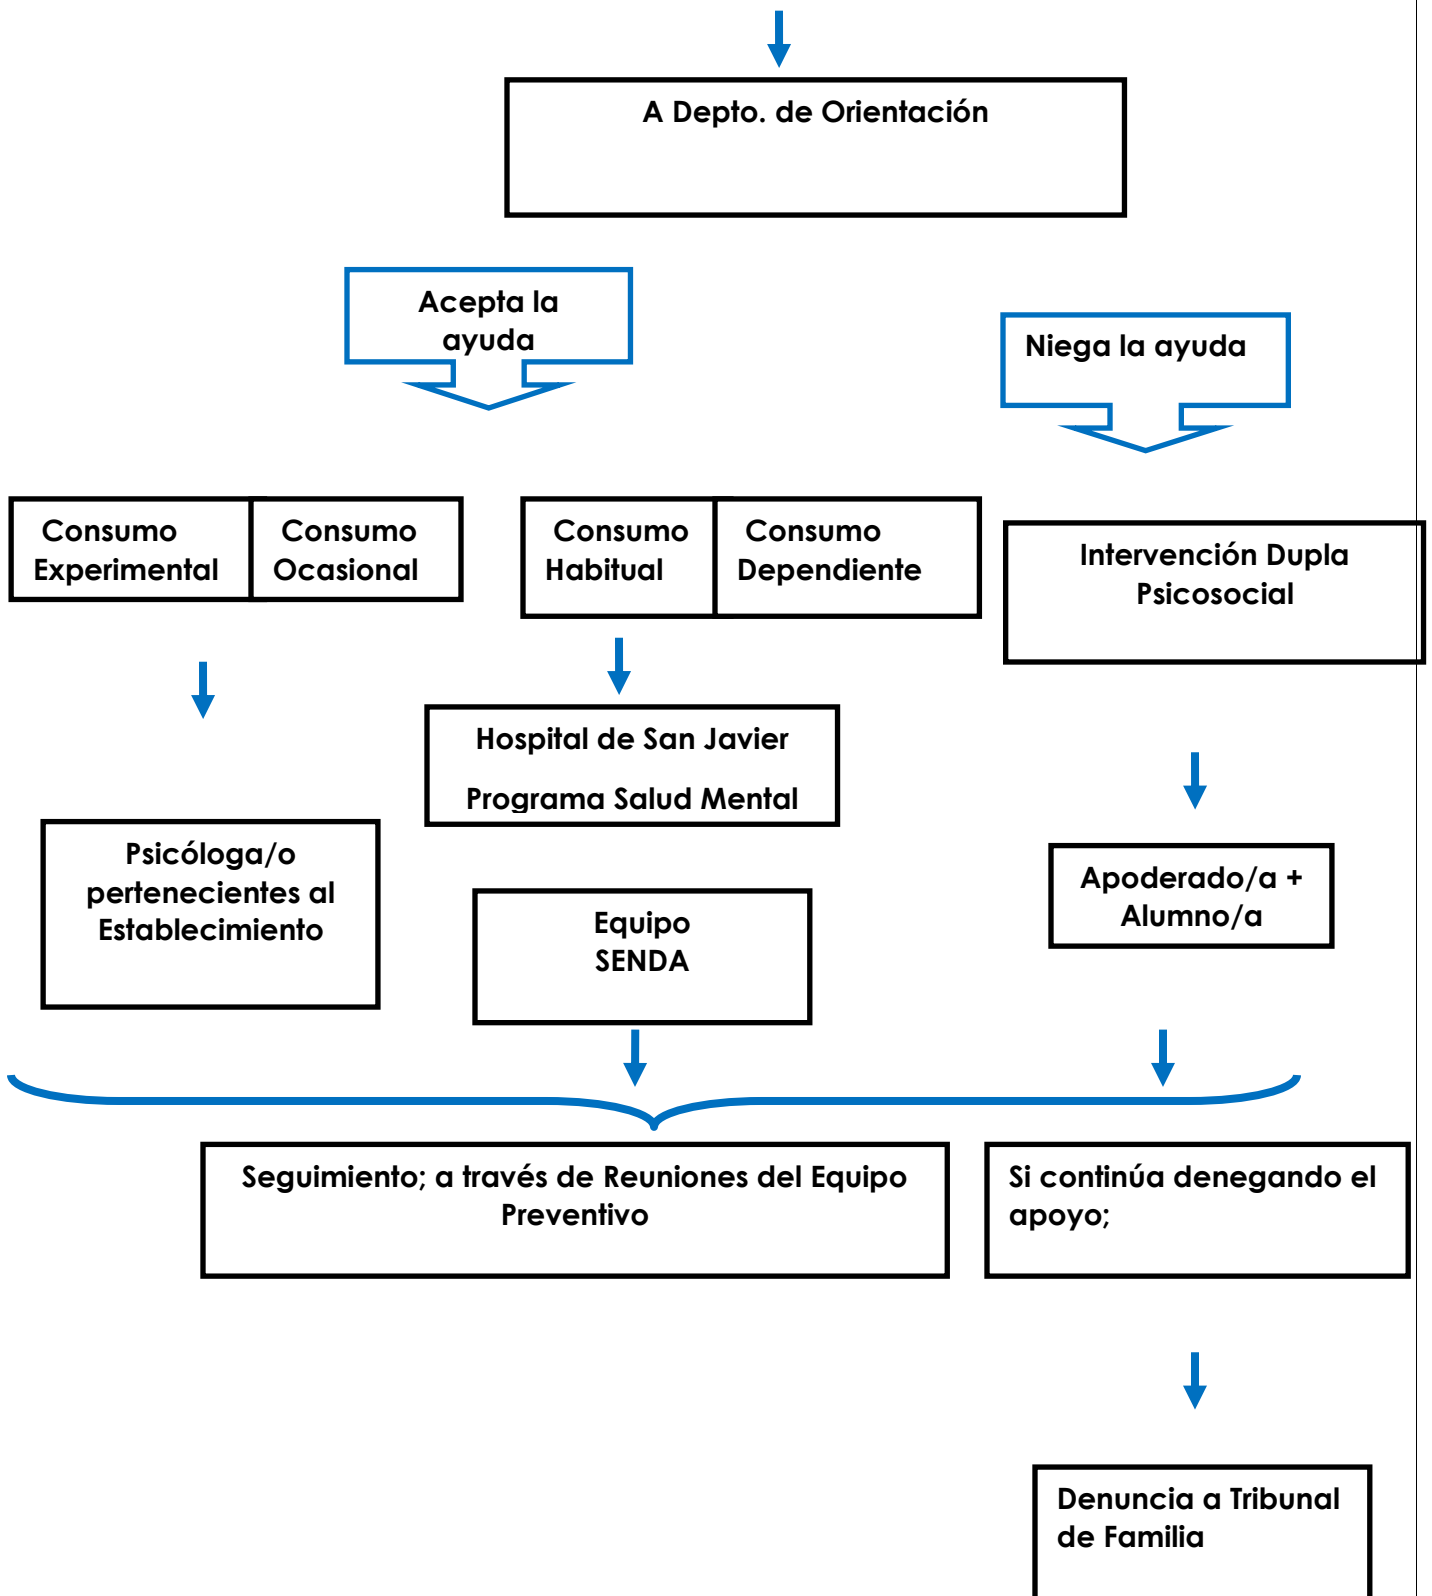 A Depto. de Orientación
Acepta la
ayuda
Niega la ayuda
Consumo
Experimental
Consumo
Ocasional
Consumo
Habitual
Consumo
Dependiente
Intervención Dupla
Psicosocial
Hospital de San Javier
Programa Salud Mental
Psicóloga/o
pertenecientes al
Establecimiento
Equipo
SENDA
Apoderado/a +
Alumno/a
Seguimiento; a través de Reuniones del Equipo
Preventivo
Si continúa denegando el
apoyo;
Denuncia a Tribunal
de Familia